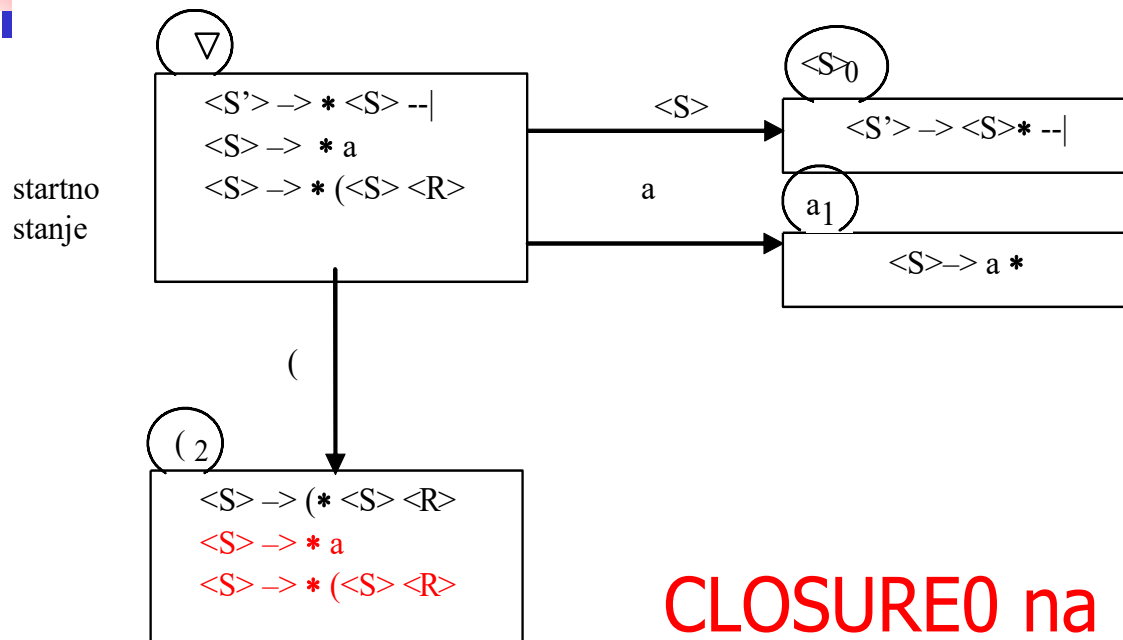 ▽
<S'> –> * <S> --|
<S> –> * a
<S> –> * (<S> <R>
startno
stanje
<S>
a
<S>0
<S'> –> <S>* --|
a1
<S>–> a *
(
(2
<S> –> (* <S> <R>
<S> –> * a
<S> –> * (<S> <R>
CLOSURE0 na